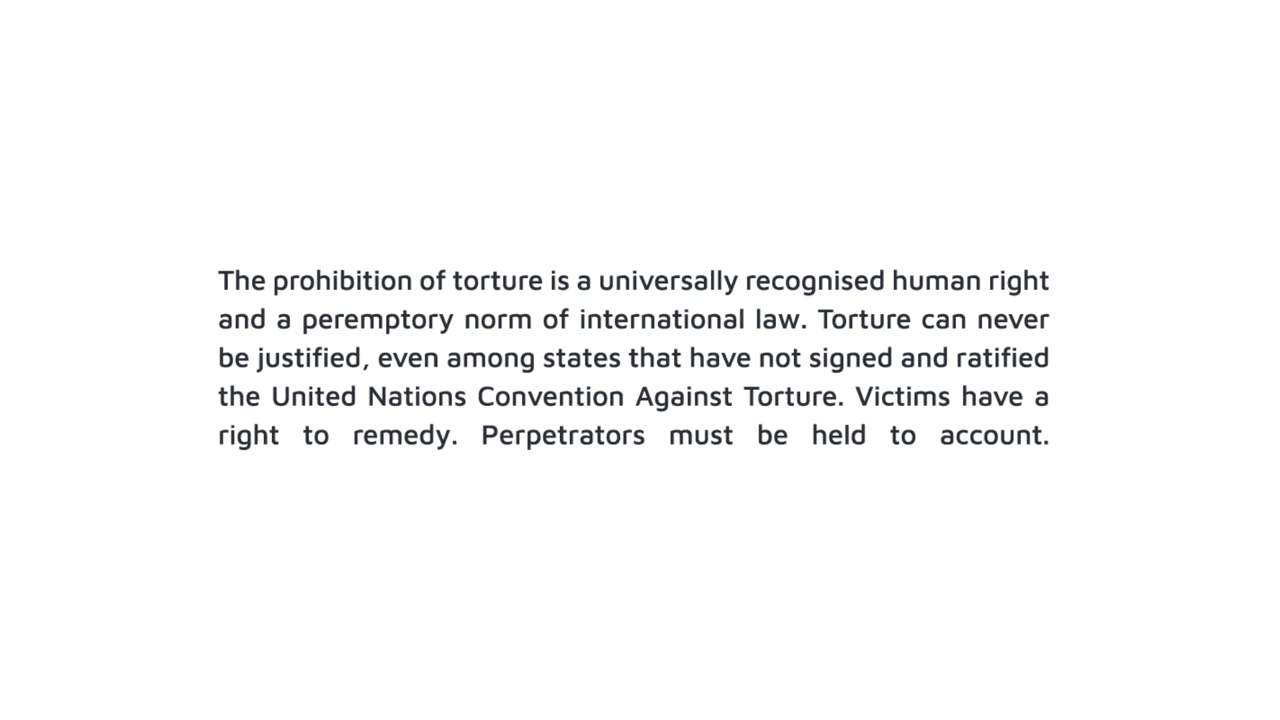 The prohibition of torture is a universally recognised human right
and a peremptory norm of international law. Torture can never
be justified, even among states that have not signed and ratified
the United Nations Convention Against Torture. Victims have a
right to remedy. Perpetrators must be held to account.